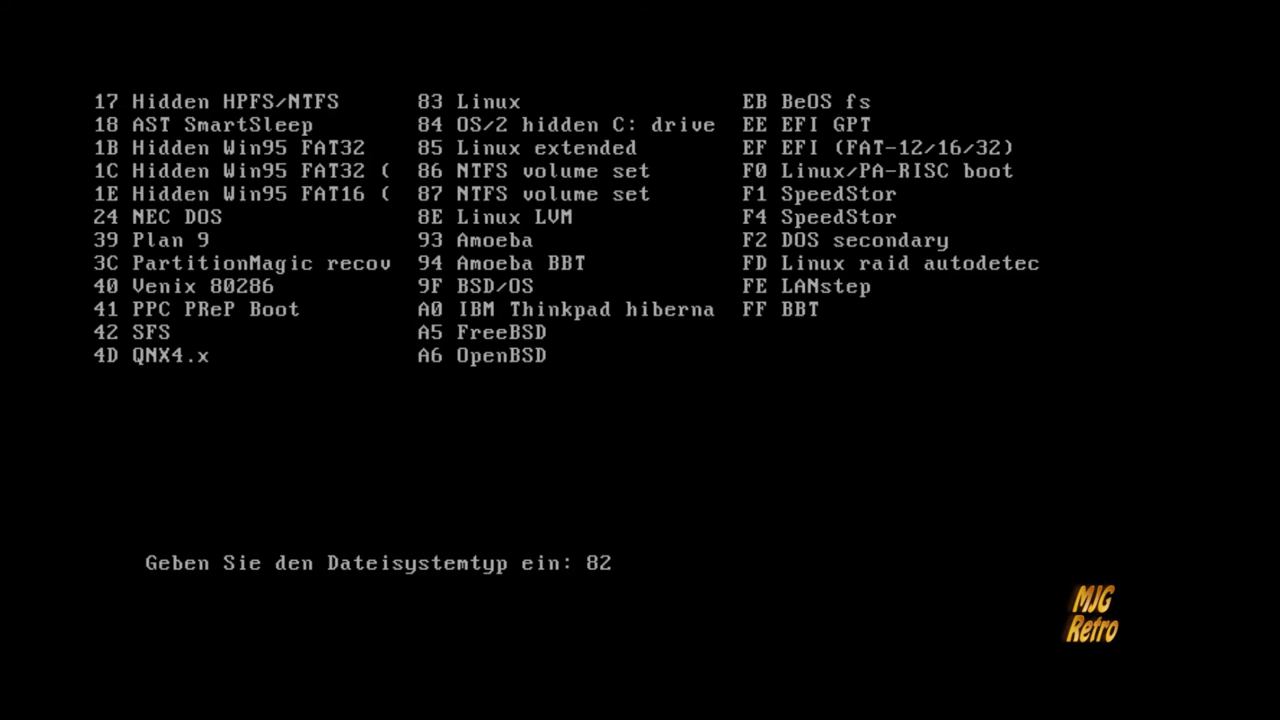 17 Hidden HPFS/NTFS 83 Linux EB BeOS fs
18 AST SmartSleep 84 OS/2 hidden C: drive EE EFI GPT
1B Hidden Win95 FAT32 85 Linux extended EF EFI (FAT-12/16/32)
1C Hidden Win95 FAT32 ( 86 NTFS volume set F0 Linux/PA-RISC boot
1E Hidden Win95 FAT16 ( 87 NTFS volume set F1 SpeedStor
24 NEC DOS 8E Linux LVM F4 SpeedStor
39 Plan 9 93 Amoeba F2 DOS secondary
3C PartitionMagic recov 94 Amoeba BBT FD Linux raid autodetec
40 Venix 80286 9F BSD/OS FE LANstep
41 PPC PReP Boot A0 IBM Thinkpad hiberna FF BBT
42 SFS A5 FreeBSD
4D QNX4.x A6 OpenBSD
Geben Sie den Dateisystemtyp ein: 82
MJG
Retro